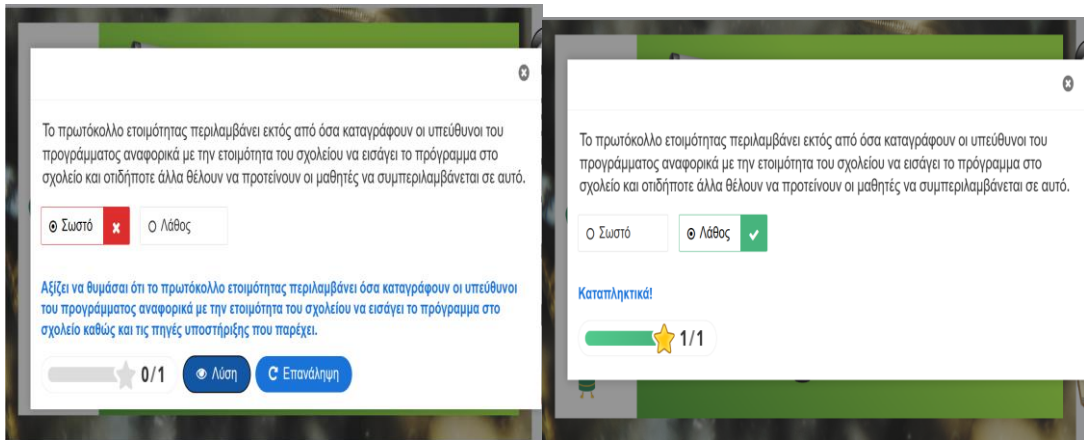 Το πρωτόκολλο ετοιμότητας περιλαμβάνει εκτός από όσα καταγράφουν οι υπεύθυνοι του
προγράμματος αναφορικά με την ετοιμότητα του σχολείου να εισάγει το πρόγραμμα στο
σχολείο και οτιδήποτε άλλα θέλουν να προτείνουν οι μαθητές να συμπεριλαμβάνεται σε αυτό.
Σωστό
Λάθος
Αξίζει να θυμάσαι ότι το πρωτόκολλο ετοιμότητας περιλαμβάνει όσα καταγράφουν οι υπεύθυνοι
του προγράμματος αναφορικά με την ετοιμότητα του σχολείου να εισάγει το πρόγραμμα στο
σχολείο καθώς και τις πηγές υποστήριξης που παρέχει.
0/1
Λύση
Επανάληψη
Το πρωτόκολλο ετοιμότητας περιλαμβάνει εκτός από όσα καταγράφουν οι υπεύθυνοι του
προγράμματος αναφορικά με την ετοιμότητα του σχολείου να εισάγει το πρόγραμμα στο
σχολείο και οτιδήποτε άλλα θέλουν να προτείνουν οι μαθητές να συμπεριλαμβάνεται σε αυτό.
Σωστό
Λάθος
Καταπληκτικά!
1/1